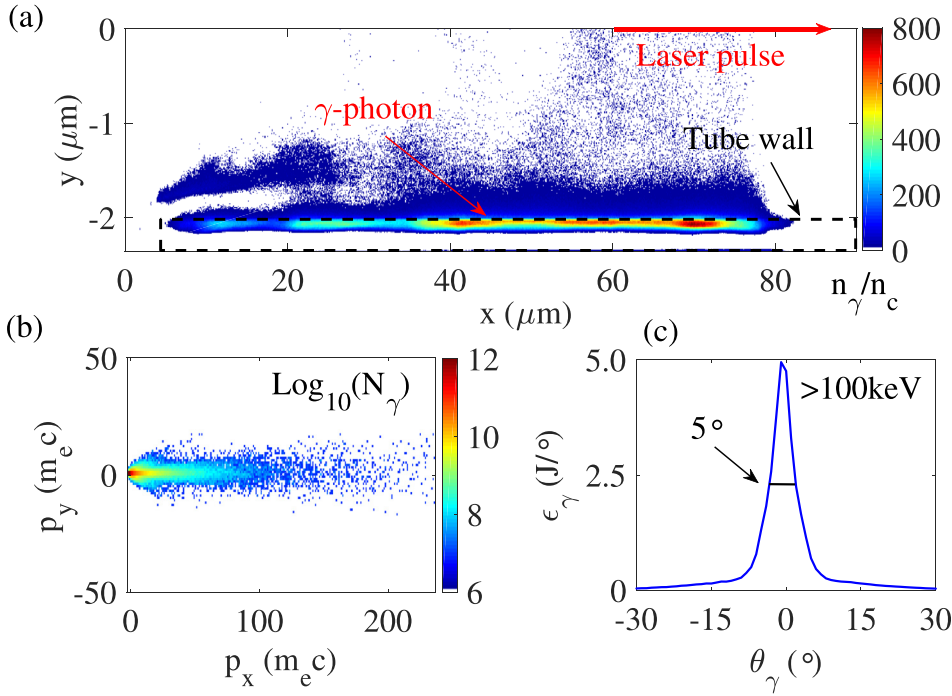 (a)
0
-1
-2
y (μm)
Laser pulse
γ-photon
Tube wall
800
600
400
200
0
n_γ/n_c
0
20
40
60
80
x (μm)
(b)
50
0
-50
p_y (m_e c)
Log_10(N_γ)
12
10
8
6
0
100
200
p_x (m_e c)
(c)
5.0
2.5
0
ϵ_γ (J/°)
>100keV
5°
-30
-15
0
15
30
θ_γ (°)